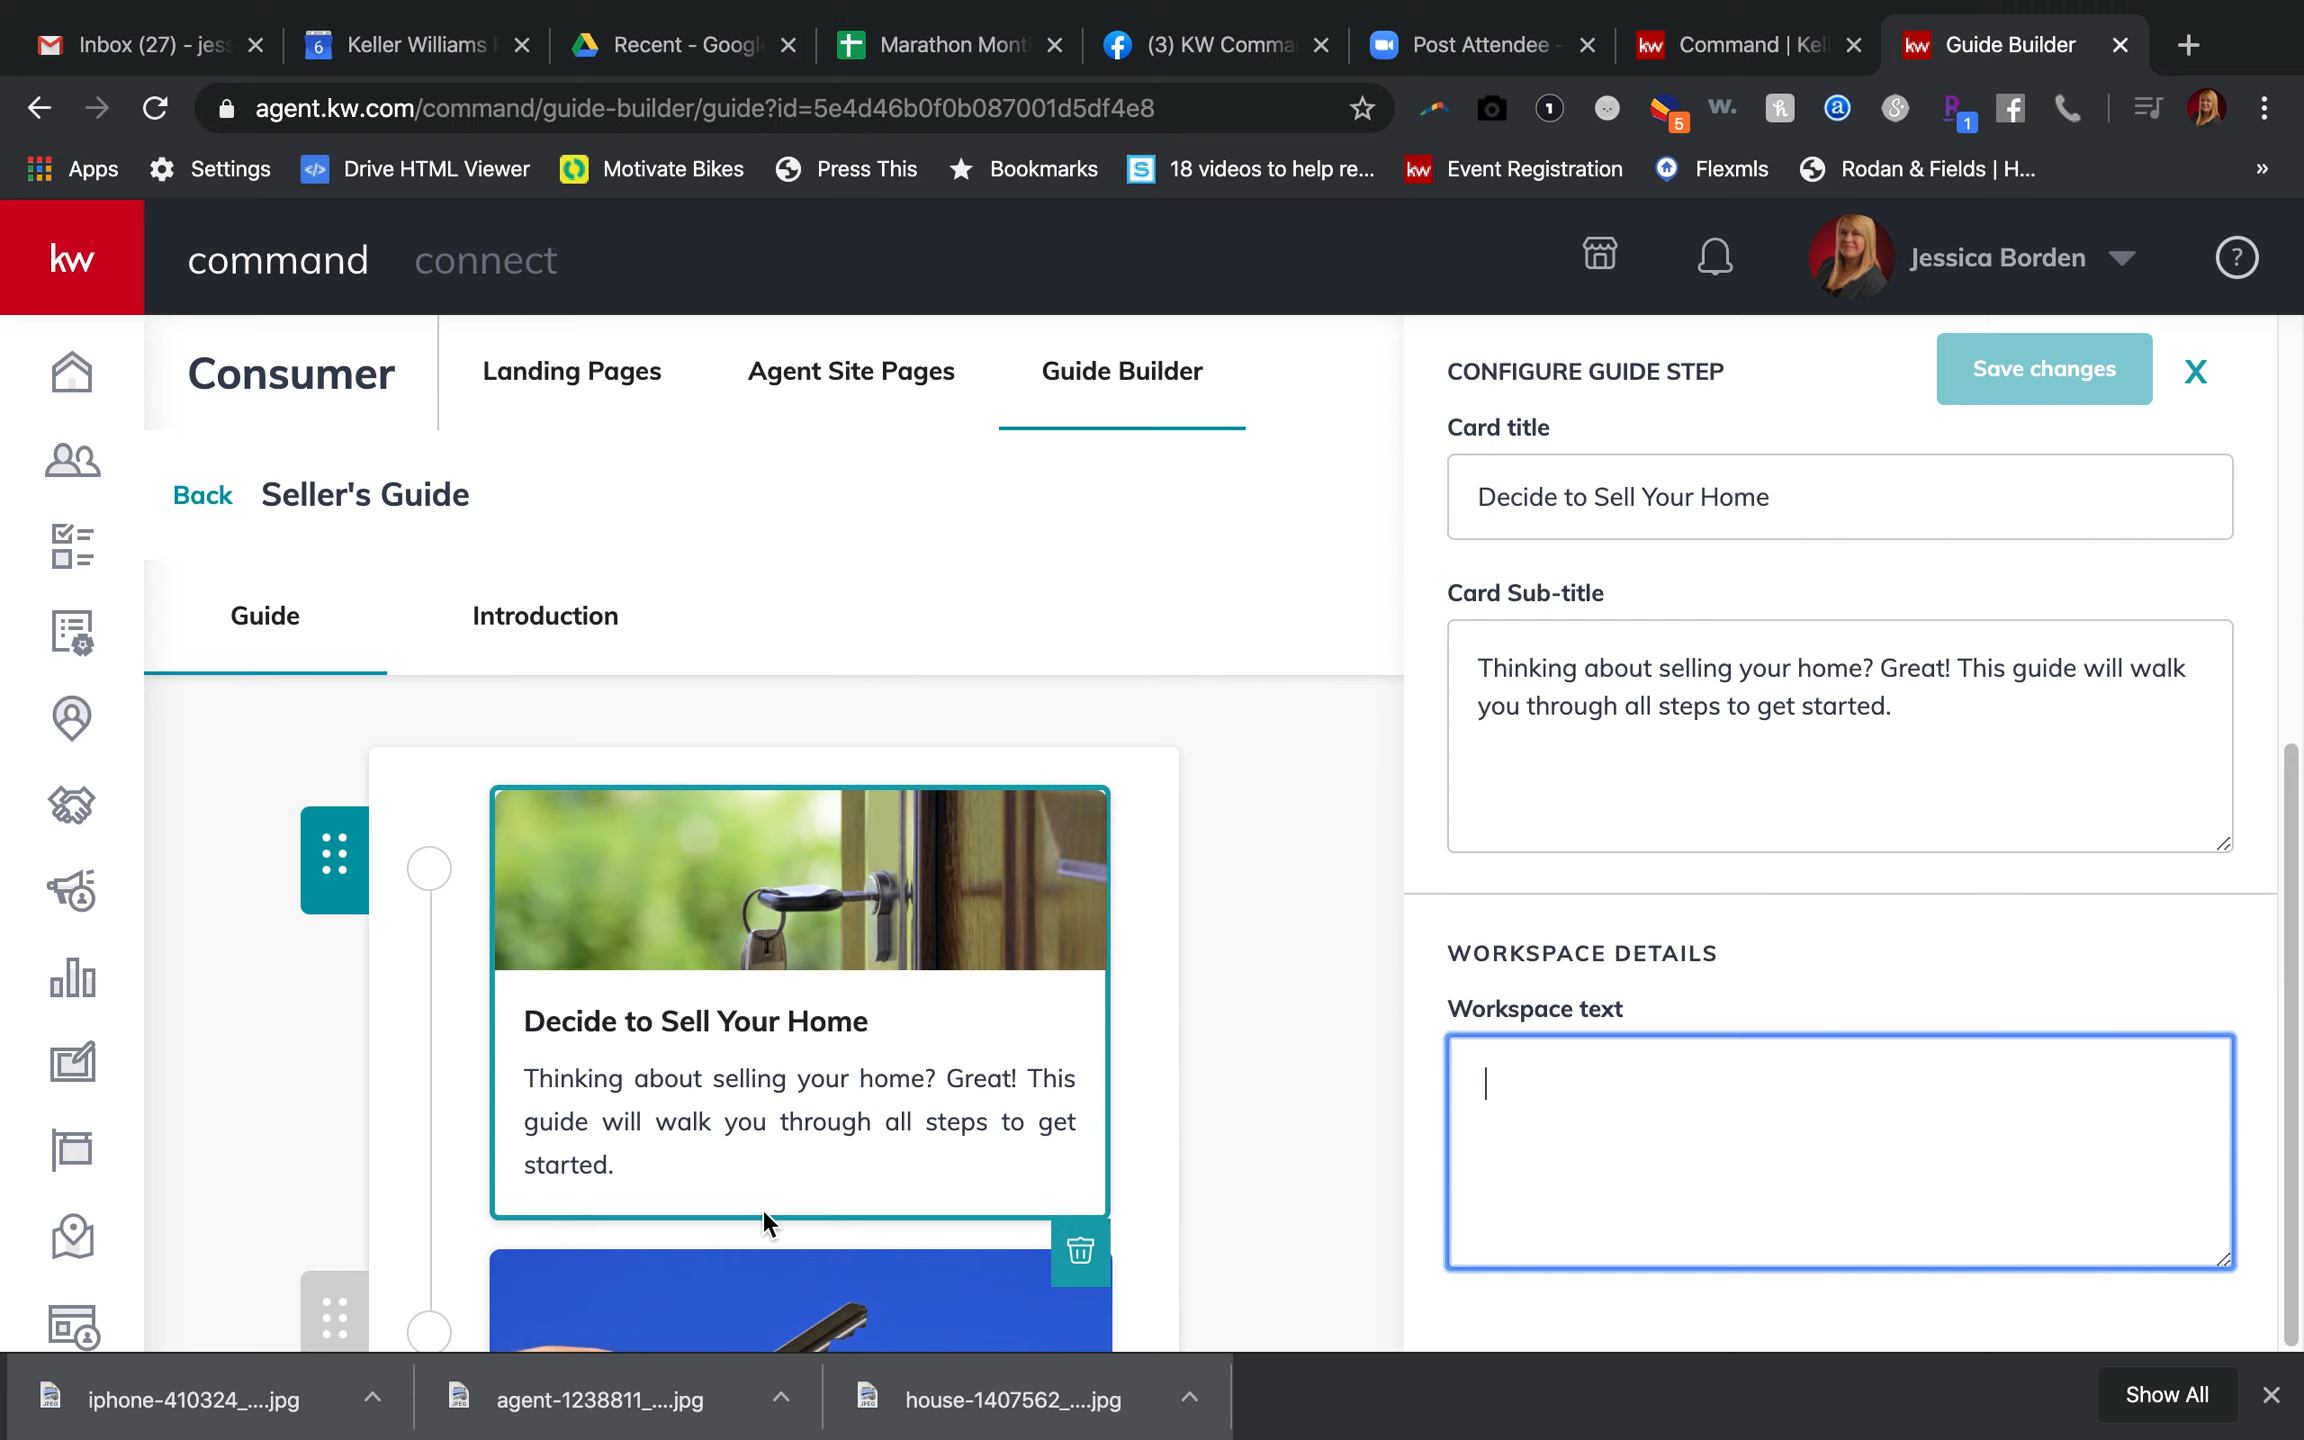 Inbox (27) - jess
Keller Williams
Recent - Google
Marathon Mont
(3) KW Comma
Post Attendee -
Command | Kel
Guide Builder
agent.kw.com/command/guide-builder/guide?id=5e4d46b0f0b087001d5df4e8
5
1
Apps
Settings
Drive HTML Viewer
Motivate Bikes
Press This
Bookmarks
18 videos to help re...
Event Registration
Flexmls
Rodan & Fields | H...
»
kw
command
connect
Jessica Borden
?
Consumer
Landing Pages
Agent Site Pages
Guide Builder
Back
Seller's Guide
Guide
Introduction
Decide to Sell Your Home
Thinking about selling your home? Great! This
guide will walk you through all steps to get
started.
CONFIGURE GUIDE STEP
Save changes
X
Card title
Decide to Sell Your Home
Card Sub-title
Thinking about selling your home? Great! This guide will walk
you through all steps to get started.
WORKSPACE DETAILS
Workspace text
iphone-410324_....jpg
agent-1238811_....jpg
house-1407562_....jpg
Show All